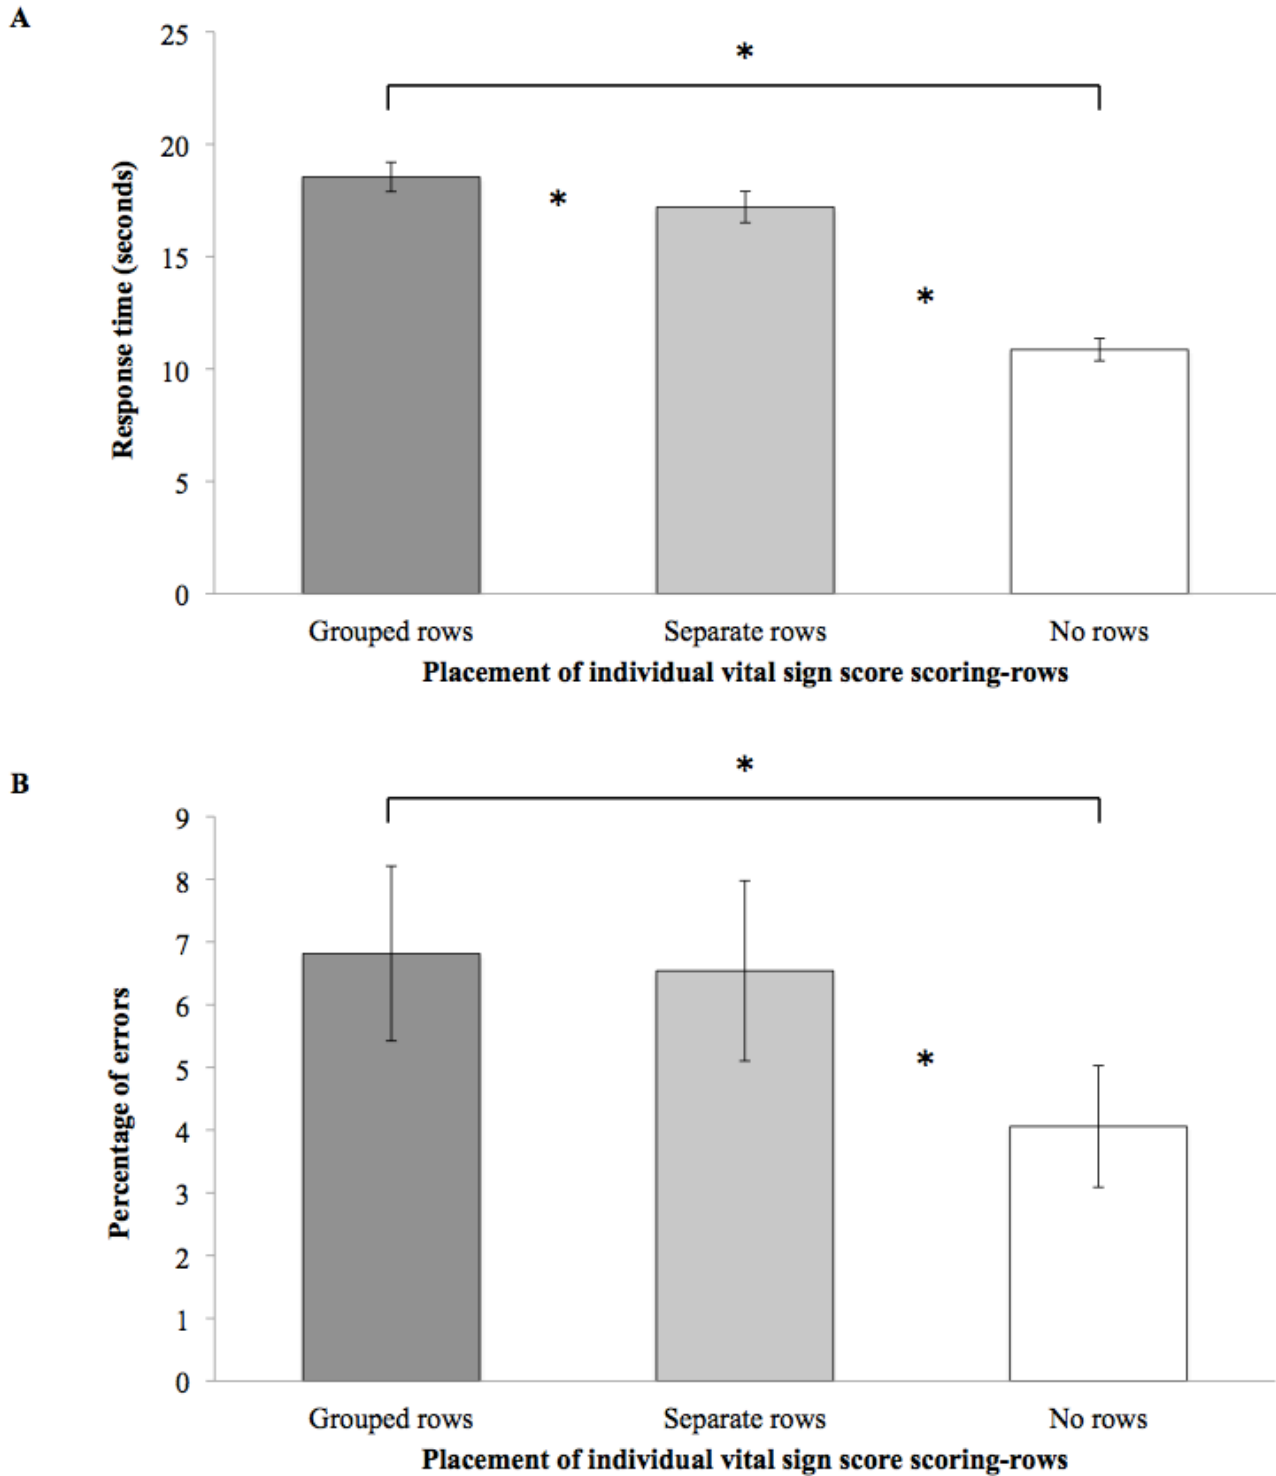 A
25
20
15
10
5
0
Response time (seconds)
*
*
*
Grouped rows Separate rows No rows
Placement of individual vital sign score scoring-rows
B
9
8
7
6
5
4
3
2
1
0
Percentage of errors
*
*
Grouped rows Separate rows No rows
Placement of individual vital sign score scoring-rows